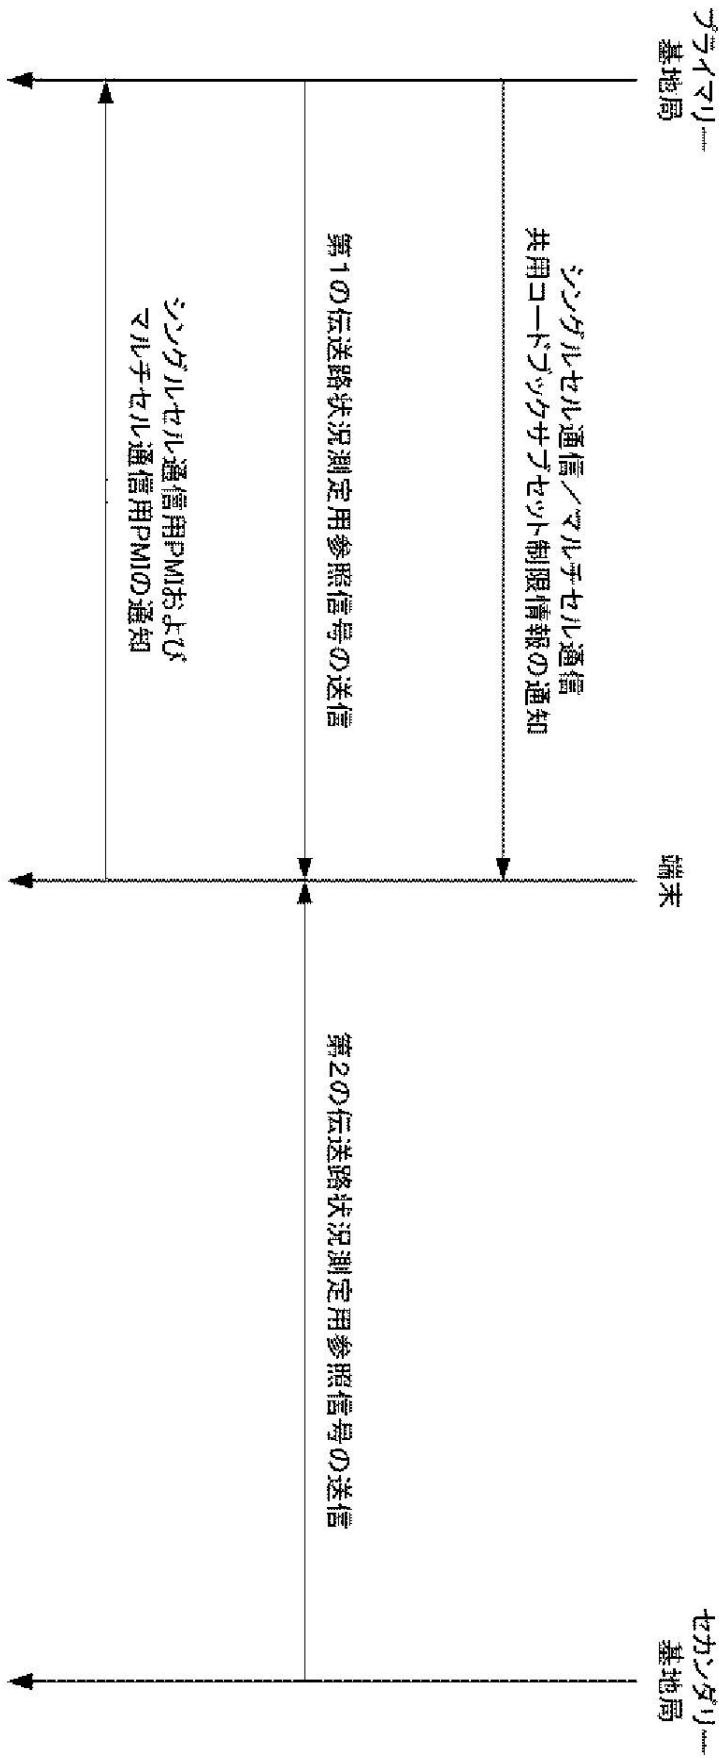 プライマリー
基地局
端末
セカンダリー
基地局
シングルセル通信／マルチセル通信
共用コードブックサブセット制限情報の通知
第1の伝送路状況測定用参照信号の送信
第2の伝送路状況測定用参照信号の送信
シングルセル通信用PMIおよび
マルチセル通信用PMIの通知